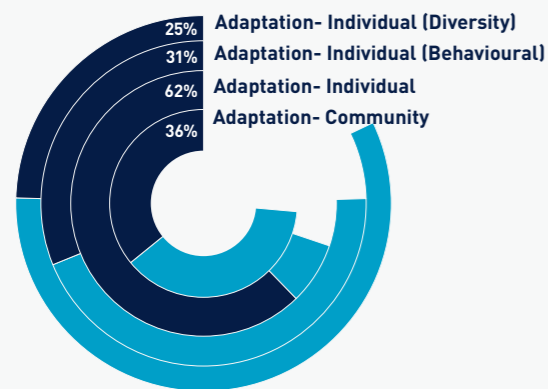 25% Adaptation- Individual (Diversity)
31% Adaptation- Individual (Behavioural)
62% Adaptation- Individual
36% Adaptation- Community